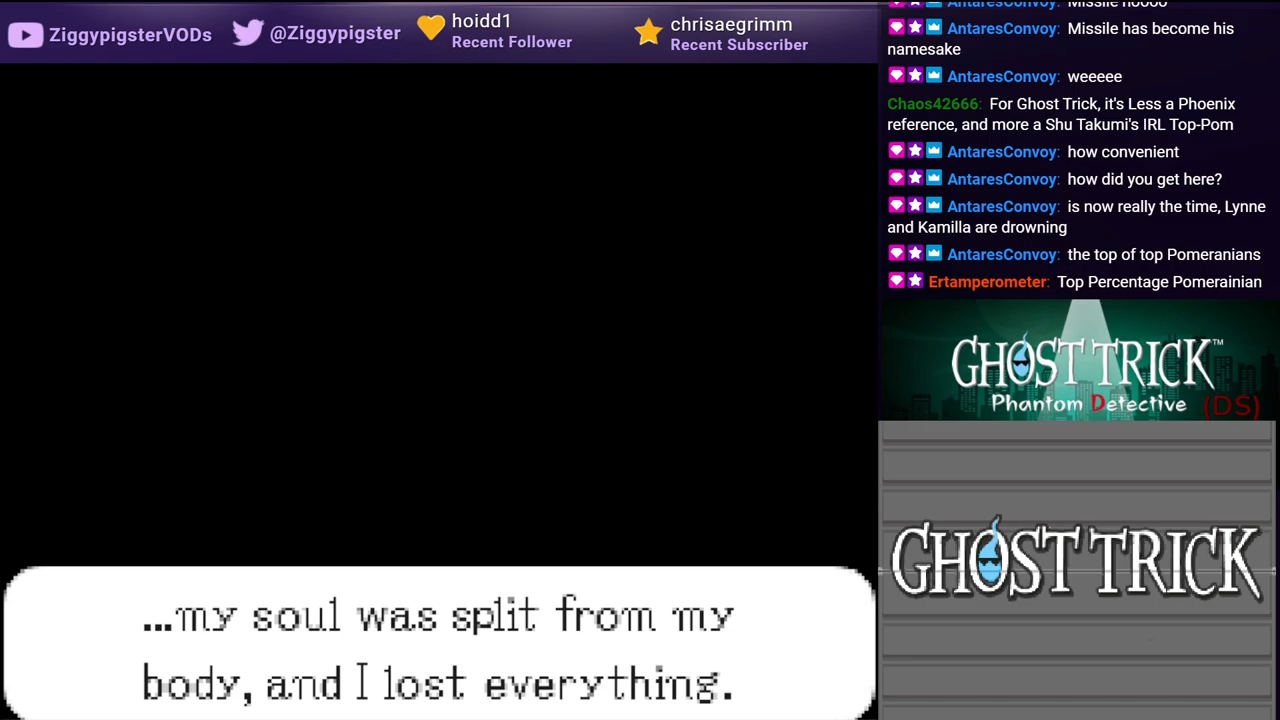 ZiggypigsterVODs
@Ziggypigster
hoidd1
Recent Follower
chrisaegrimm
Recent Subscriber
Missile noooo
AntaresConvoy: Missile has become his
namesake
AntaresConvoy: weeeee
Chaos42666: For Ghost Trick, it's Less a Phoenix
reference, and more a Shu Takumi's IRL Top-Pom
AntaresConvoy: how convenient
AntaresConvoy: how did you get here?
AntaresConvoy: is now really the time, Lynne
and Kamilla are drowning
AntaresConvoy: the top of top Pomeranians
Ertamperometer: Top Percentage Pomerainian
GHOST TRICK™
Phantom Detective (DS)
GHOST TRICK
...my soul was split from my
body, and I lost everything.